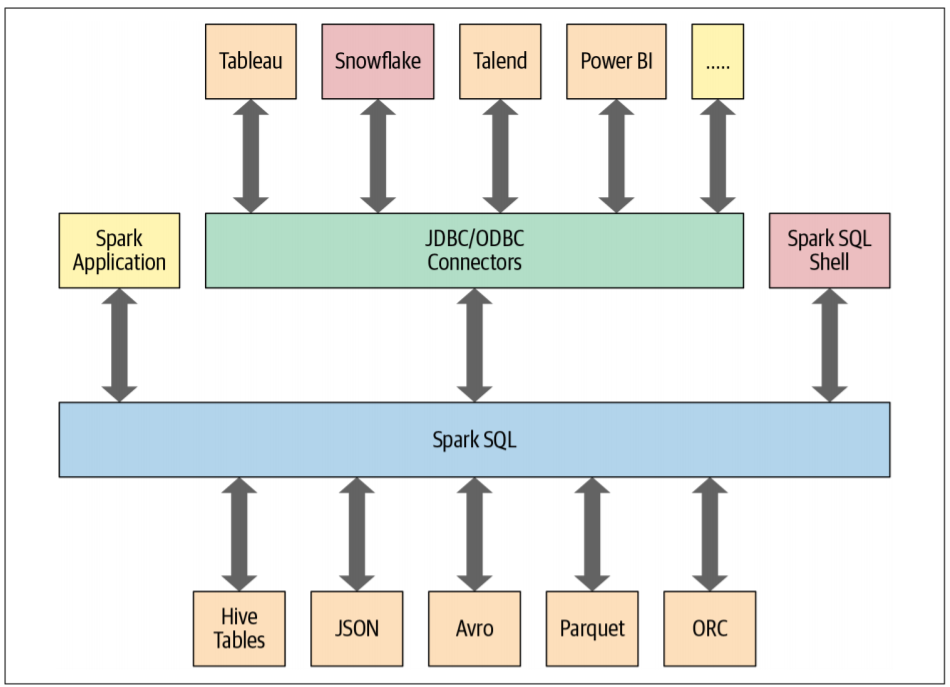 Tableau
Snowflake
Talend
Power BI
.....
Spark
Application
JDBC/ODBC
Connectors
Spark SQL
Shell
Spark SQL
Hive
Tables
JSON
Avro
Parquet
ORC